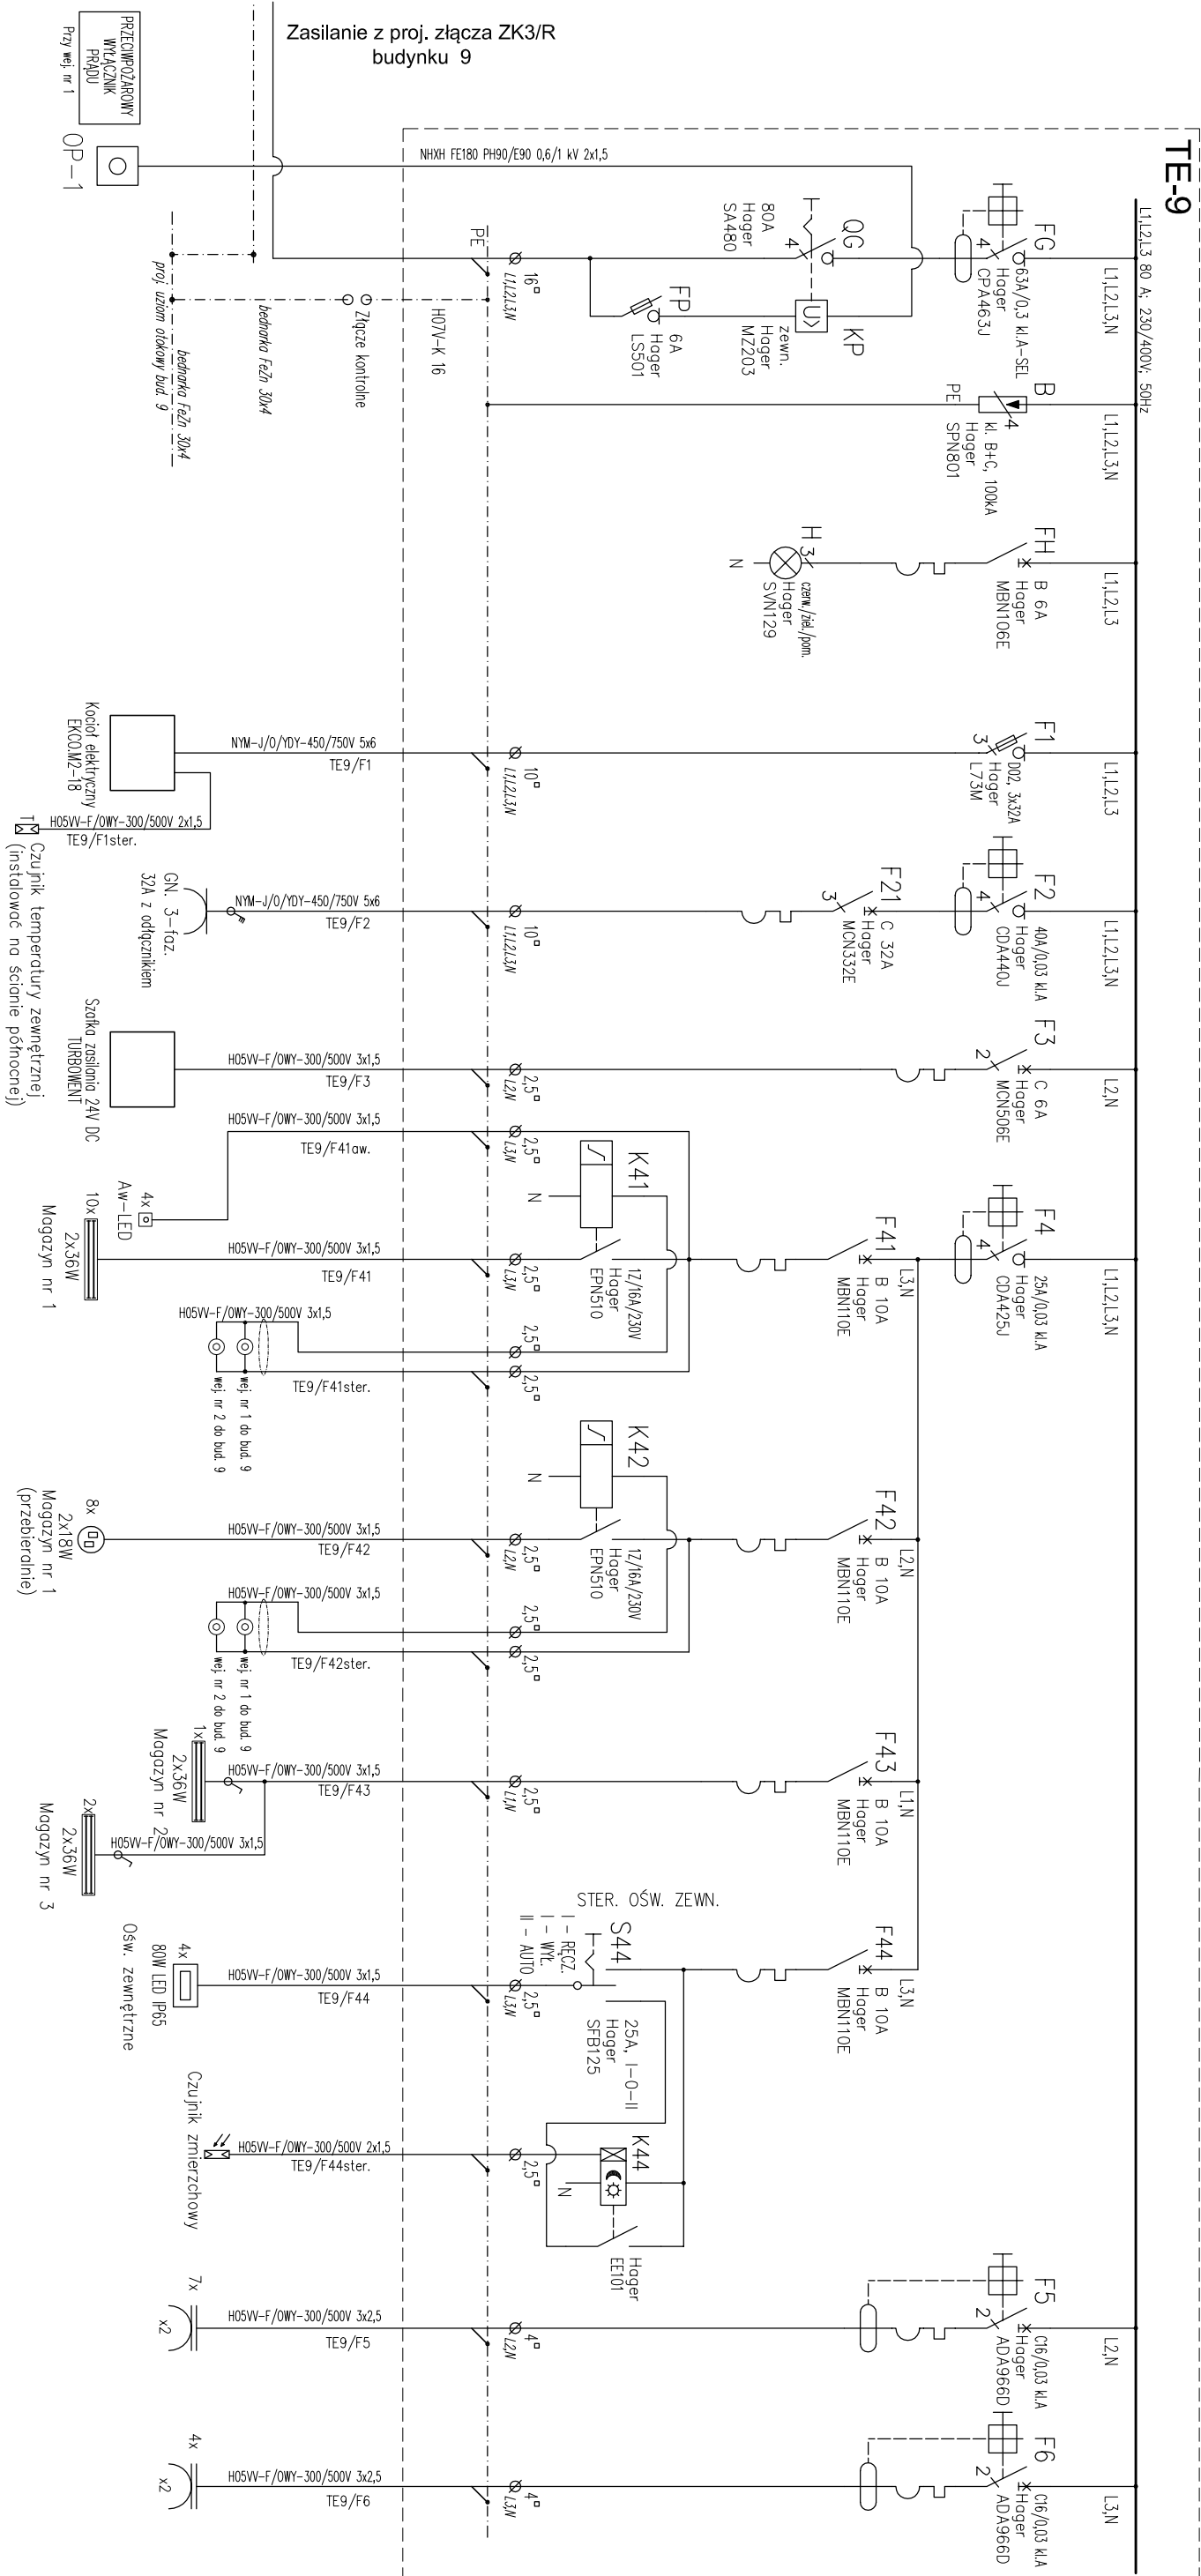 Zasilanie z proj. złącza ZK3/R
budynku 9
TE-9
L1,L2,L3 80 A; 230/400V; 50Hz
PRZECIWPOŻAROWY
WYŁĄCZNIK
PRĄDU
Przy wej. nr 1
OP-1
NHXH FE180 PH90/E90 0,6/1 kV 2x1,5
FG
63A/0,3 kl.A-SEL
Hager
CPA463J
4
L1,L2,L3,N
QG
4
80A
Hager
SA480
KP
U>
zewn.
Hager
MZ203
FP
6A
Hager
LS501
16
L1,L2,L3,N
PE
H07V-K 16
Złącze kontrolne
bednarka FeZn 30x4
bednarka FeZn 30x4
proj. uziom otokowy bud. 9
B
4
kl. B+C, 100kA
Hager
SPN801
PE
L1,L2,L3,N
FH
B 6A
Hager
MBN106E
L1,L2,L3
H
3
czerw./ziel./pom.
Hager
SVN129
N
F1
D02, 3x32A
Hager
L73M
3
L1,L2,L3
10
L1,L2,L3,N
NYM-J/O/YDY-450/750V 5x6
TE9/F1
Kocioł elektryczny
EKCO.M2-18
H05VV-F/OWY-300/500V 2x1,5
TE9/F1ster.
T
Czujnik temperatury zewnętrznej
(instalować na ścianie północnej)
F2
40A/0,03 kl.A
Hager
CDA440J
4
L1,L2,L3,N
F21
C 32A
Hager
MCN332E
3
10
L1,L2,L3,N
NYM-J/O/YDY-450/750V 5x6
TE9/F2
GN. 3-faz.
32A z odłącznikiem
F3
C 6A
Hager
MCN506E
2
L2,N
2,5
L2,N
H05VV-F/OWY-300/500V 3x1,5
TE9/F3
Szafka zasilania 24V DC
TURBOWENT
F4
25A/0,03 kl.A
Hager
CDA425J
4
L1,L2,L3,N
F41
B 10A
Hager
MBN110E
L3,N
K41
N
1Z/16A/230V
Hager
EPN510
2,5
L3,N
H05VV-F/OWY-300/500V 3x1,5
TE9/F41aw.
4x
Aw-LED
2,5
L3,N
H05VV-F/OWY-300/500V 3x1,5
TE9/F41
10x
2x36W
Magazyn nr 1
2,5
2,5
H05VV-F/OWY-300/500V 3x1,5
TE9/F41ster.
wej. nr 1 do bud. 9
wej. nr 2 do bud. 9
F42
B 10A
Hager
MBN110E
L2,N
K42
N
1Z/16A/230V
Hager
EPN510
2,5
L2,N
H05VV-F/OWY-300/500V 3x1,5
TE9/F42
8x
2x18W
Magazyn nr 1
(przebieralnie)
2,5
2,5
H05VV-F/OWY-300/500V 3x1,5
TE9/F42ster.
wej. nr 1 do bud. 9
wej. nr 2 do bud. 9
F43
B 10A
Hager
MBN110E
L1,N
2,5
L1,N
H05VV-F/OWY-300/500V 3x1,5
TE9/F43
1x
2x36W
Magazyn nr 2
H05VV-F/OWY-300/500V 3x1,5
2x
2x36W
Magazyn nr 3
F44
B 10A
Hager
MBN110E
L3,N
STER. OŚW. ZEWN.
S44
I - RĘCZ.
| - WYŁ.
II - AUTO
25A, I-0-II
Hager
SFB125
2,5
L3,N
H05VV-F/OWY-300/500V 3x1,5
TE9/F44
4x
80W LED IP65
Ośw. zewnętrzne
K44
N
Hager
EE101
2,5
H05VV-F/OWY-300/500V 2x1,5
TE9/F44ster.
Czujnik zmierzchowy
F5
C16/0,03 kl.A
Hager
ADA966D
2
L2,N
4
L2,N
H05VV-F/OWY-300/500V 3x2,5
TE9/F5
7x
x2
F6
C16/0,03 kl.A
Hager
ADA966D
2
L3,N
4
L3,N
H05VV-F/OWY-300/500V 3x2,5
TE9/F6
4x
x2